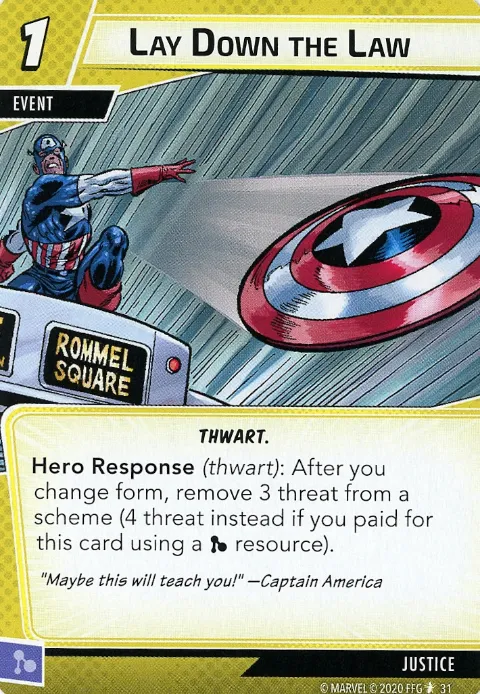 1
LAY DOWN THE LAW
EVENT
ROMMEL
SQUARE
THWART.
Hero Response (thwart): After you
change form, remove 3 threat from a
scheme (4 threat instead if you paid for
this card using a resource).
"Maybe this will teach you!" —Captain America
JUSTICE
© MARVEL © 2020 FFG 31